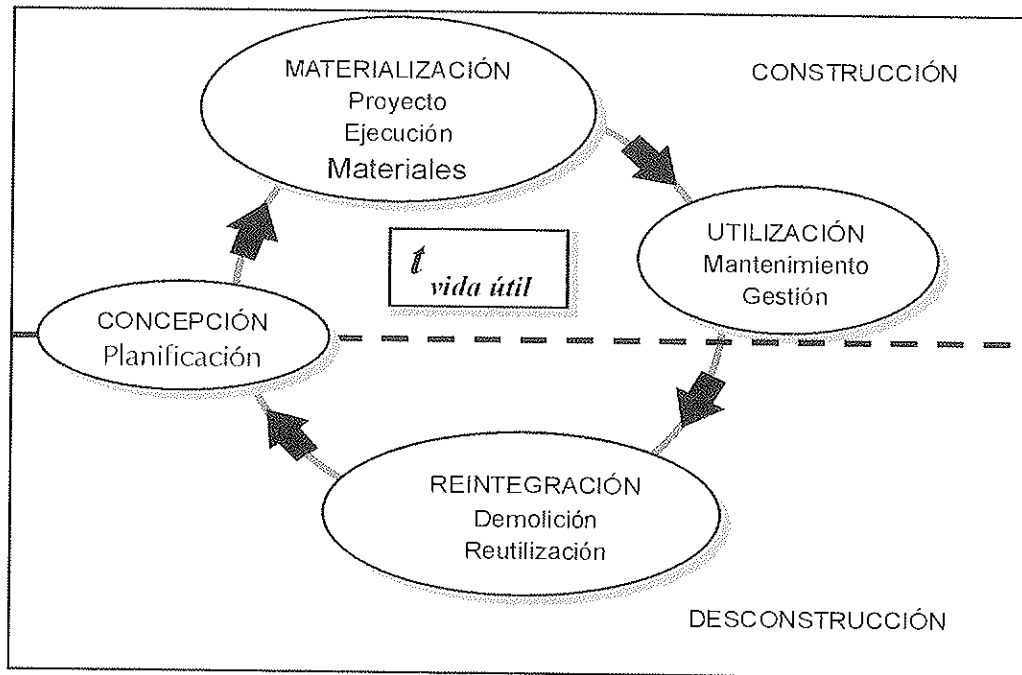 MATERIALIZACIÓN
Proyecto
Ejecución
Materiales
CONSTRUCCIÓN
UTILIZACIÓN
Mantenimiento
Gestión
t vida útil
CONCEPCIÓN
Planificación
REINTEGRACIÓN
Demolición
Reutilización
DESCONSTRUCCIÓN